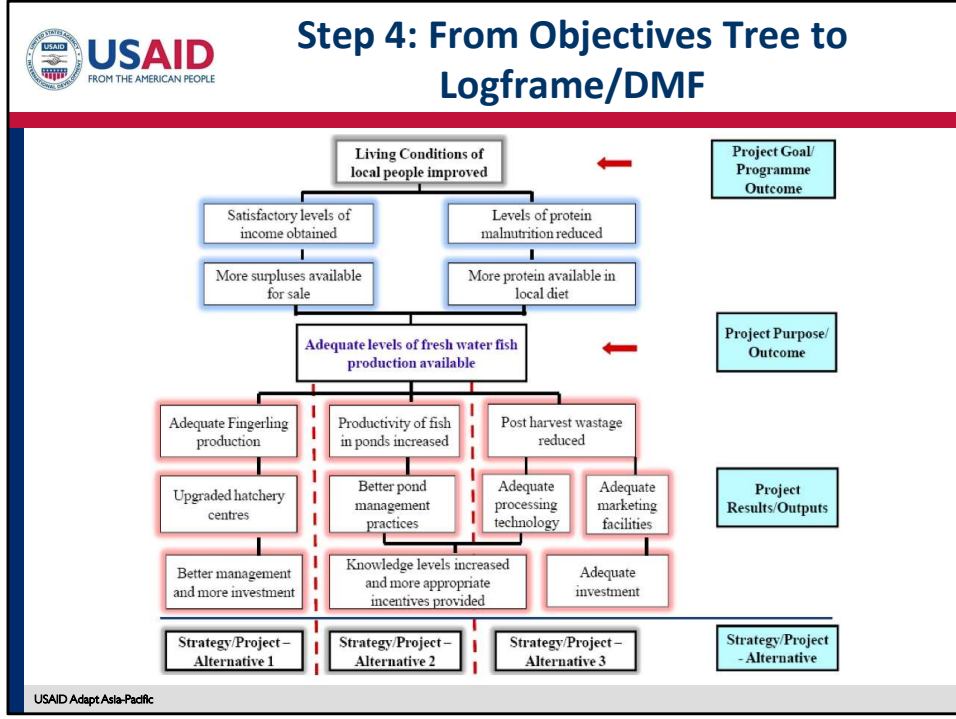 UNITED STATES AGENCY
USAID
INTERNATIONAL DEVELOPMENT
USAID
FROM THE AMERICAN PEOPLE
Step 4: From Objectives Tree to
Logframe/DMF
Living Conditions of
local people improved
Project Goal/
Programme
Outcome
Satisfactory levels of
income obtained
Levels of protein
malnutrition reduced
More surpluses available
for sale
More protein available in
local diet
Adequate levels of fresh water fish
production available
Project Purpose/
Outcome
Adequate Fingerling
production
Productivity of fish
in ponds increased
Post harvest wastage
reduced
Upgraded hatchery
centres
Better pond
management
practices
Adequate
processing
technology
Adequate
marketing
facilities
Project
Results/Outputs
Better management
and more investment
Knowledge levels increased
and more appropriate
incentives provided
Adequate
investment
Strategy/Project –
Alternative 1
Strategy/Project –
Alternative 2
Strategy/Project –
Alternative 3
Strategy/Project
- Alternative
USAID Adapt Asia-Pacific